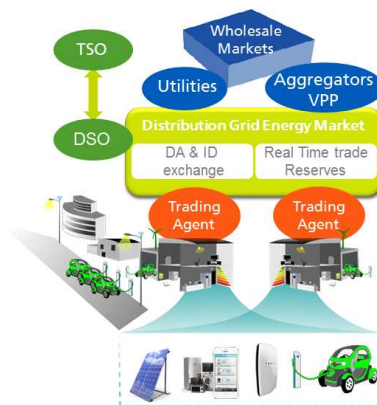 TSO
Wholesale
Markets
Utilities
Aggregators
VPP
DSO
Distribution Grid Energy Market
DA & ID
exchange
Real Time trade
Reserves
Trading
Agent
Trading
Agent